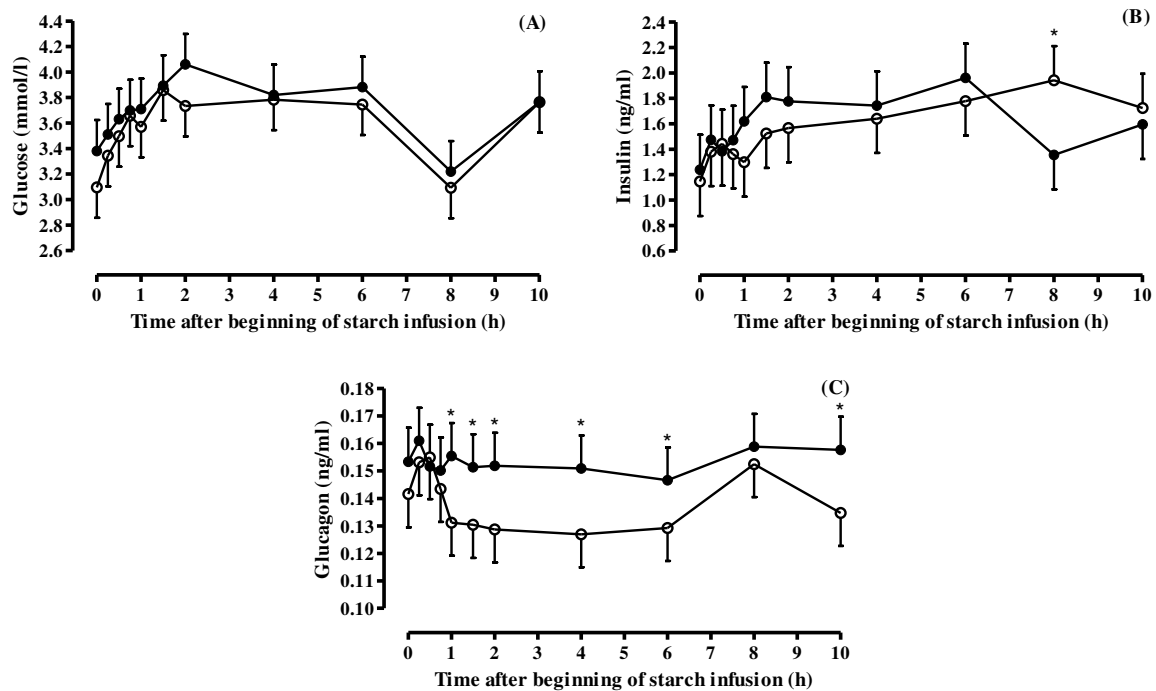 (A)
Glucose (mmol/l)
4.4
4.2
4.0
3.8
3.6
3.4
3.2
3.0
2.8
2.6
0 1 2 3 4 5 6 7 8 9 10
Time after beginning of starch infusion (h)
(B)
*
Insulin (ng/ml)
2.6
2.4
2.2
2.0
1.8
1.6
1.4
1.2
1.0
0.8
0.6
0 1 2 3 4 5 6 7 8 9 10
Time after beginning of starch infusion (h)
(C)
* * * * * *
Glucagon (ng/ml)
0.18
0.17
0.16
0.15
0.14
0.13
0.12
0.11
0.10
0 1 2 3 4 5 6 7 8 9 10
Time after beginning of starch infusion (h)